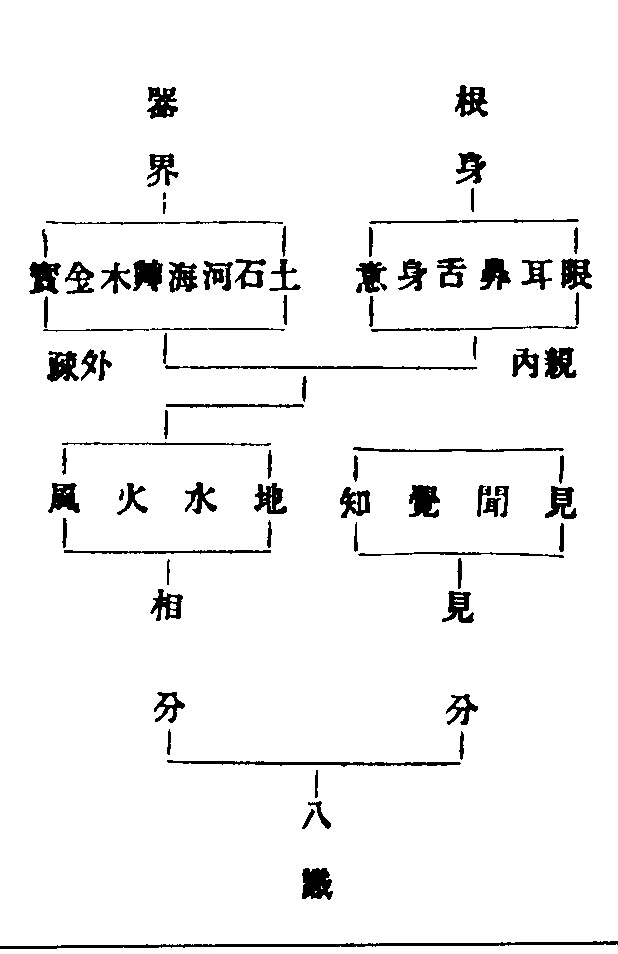 根身
器界
眼耳鼻舌身意
土石河海陣木金寶
親內
外疎
見聞覺知
地水火風
見分
相分
八識